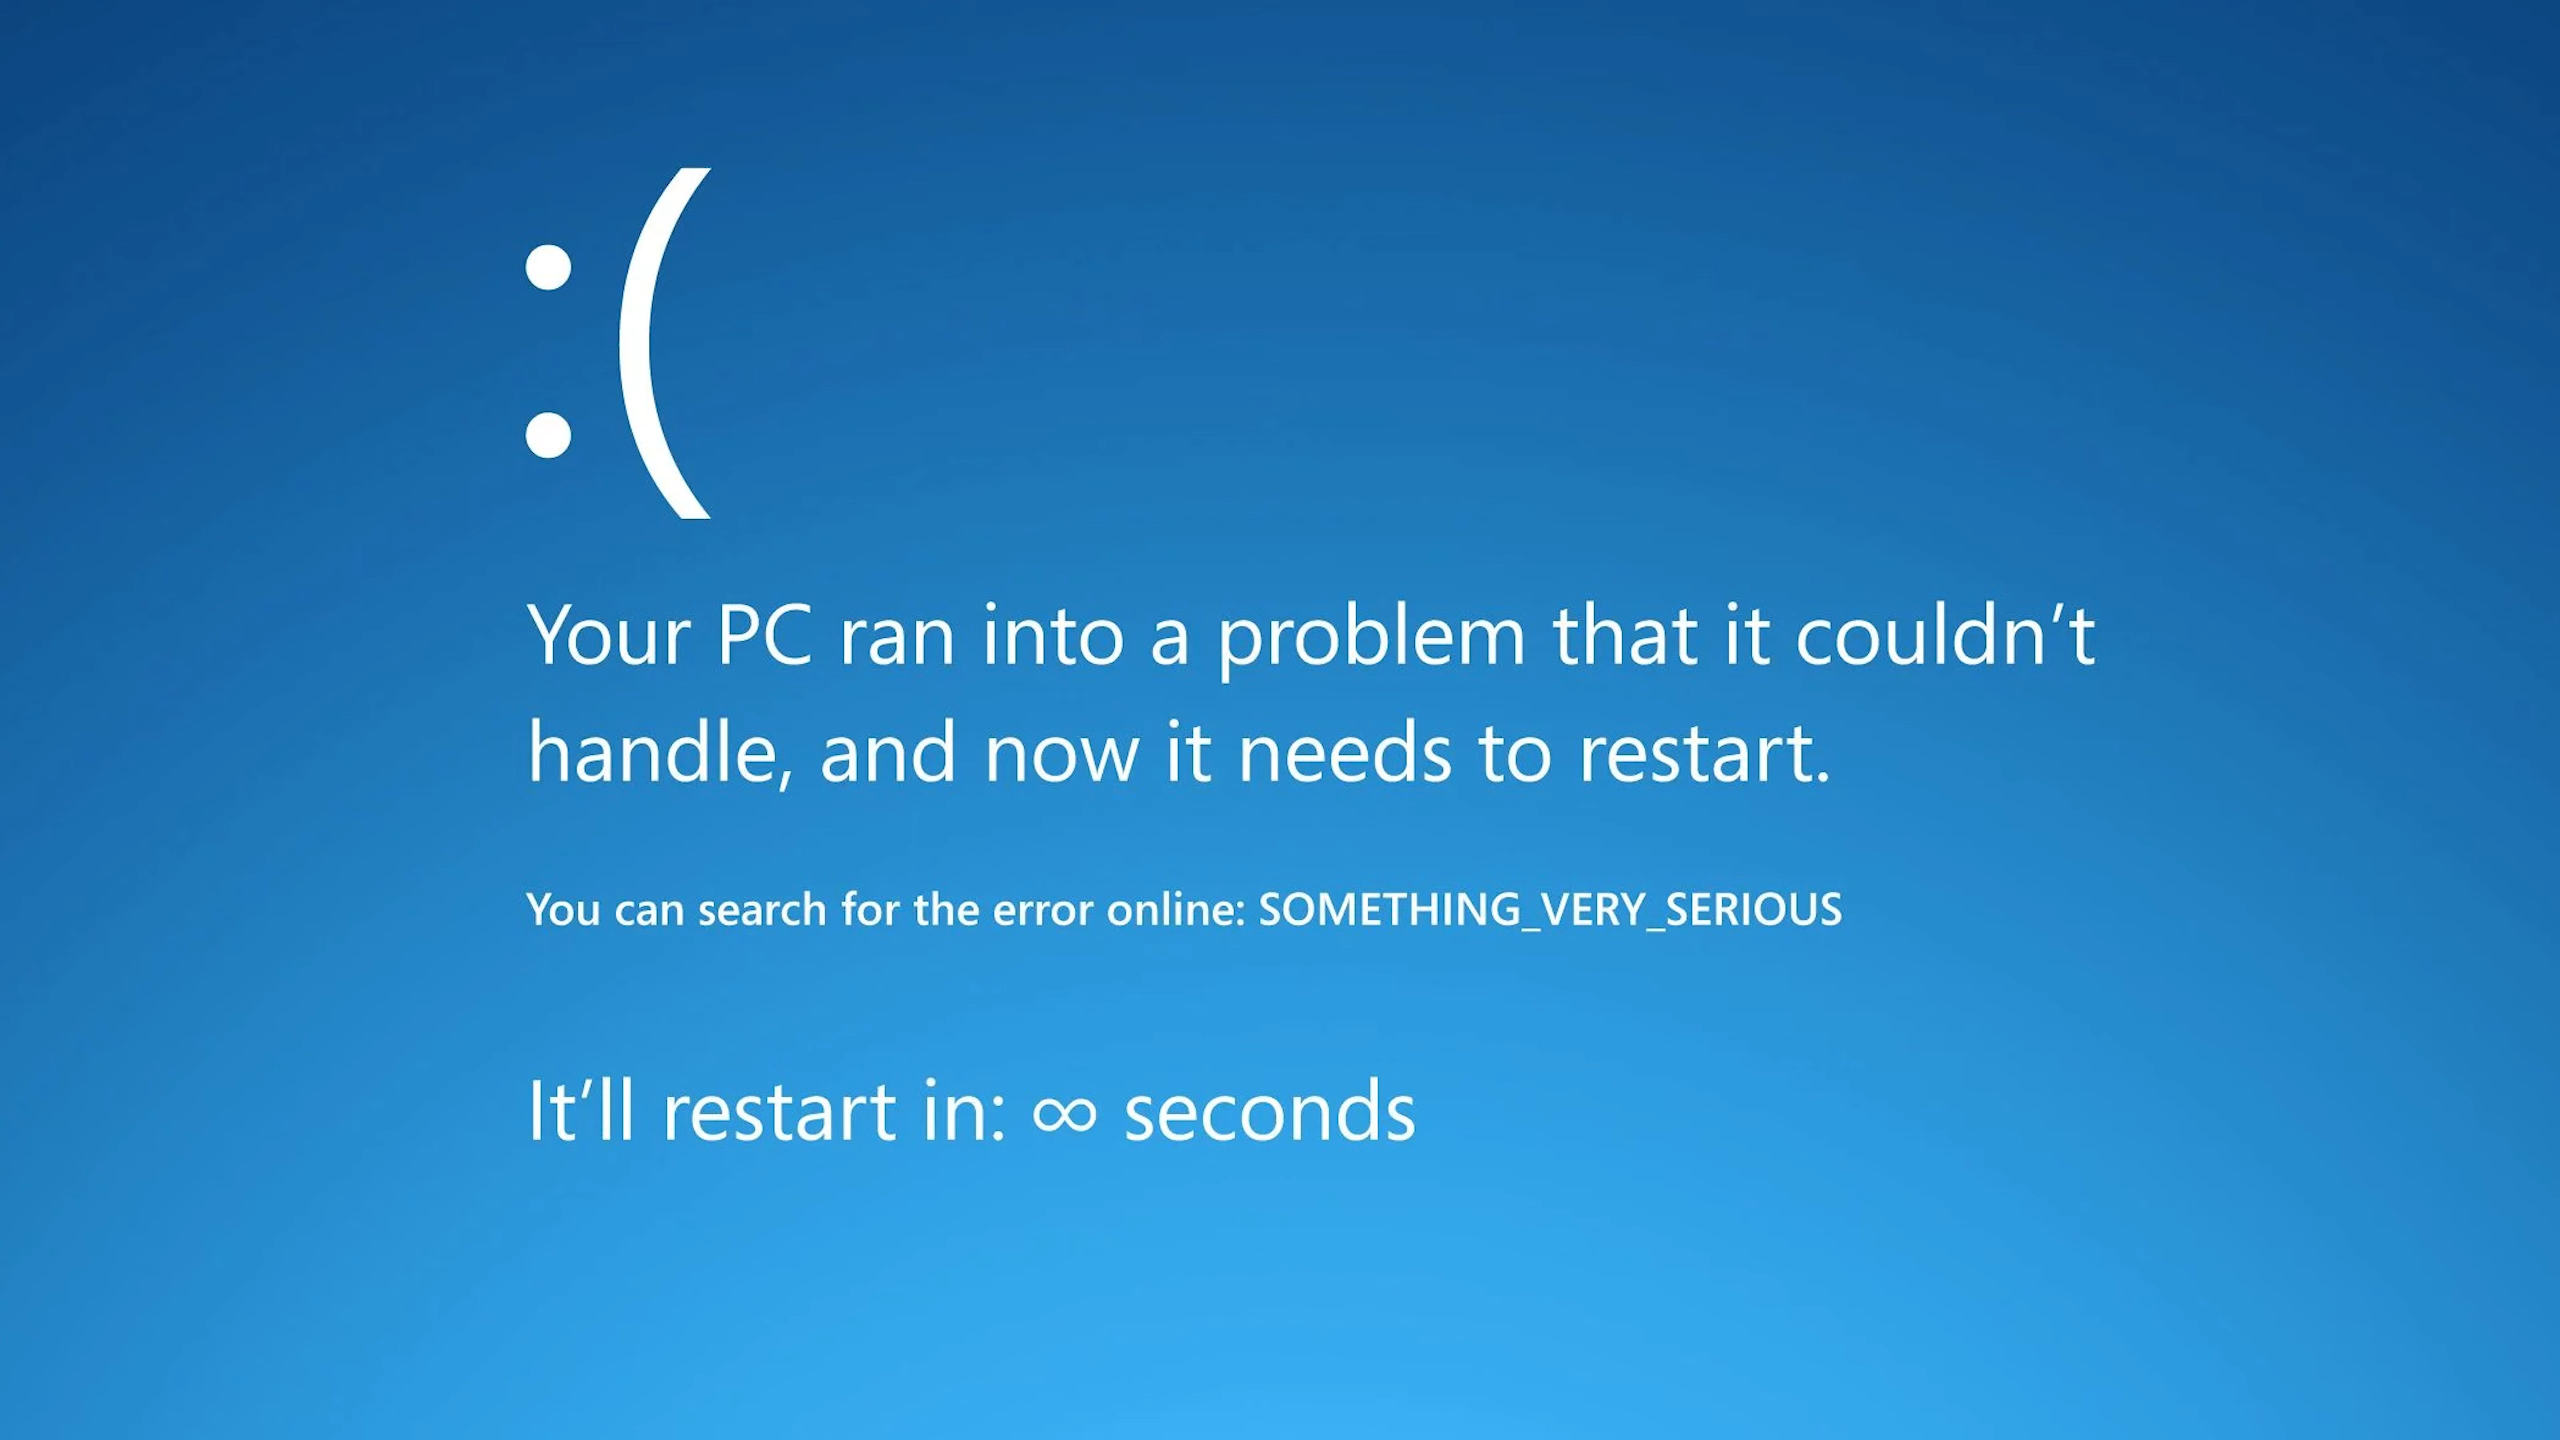 :(
Your PC ran into a problem that it couldn’t
handle, and now it needs to restart.
You can search for the error online: SOMETHING_VERY_SERIOUS
It’ll restart in: ∞ seconds